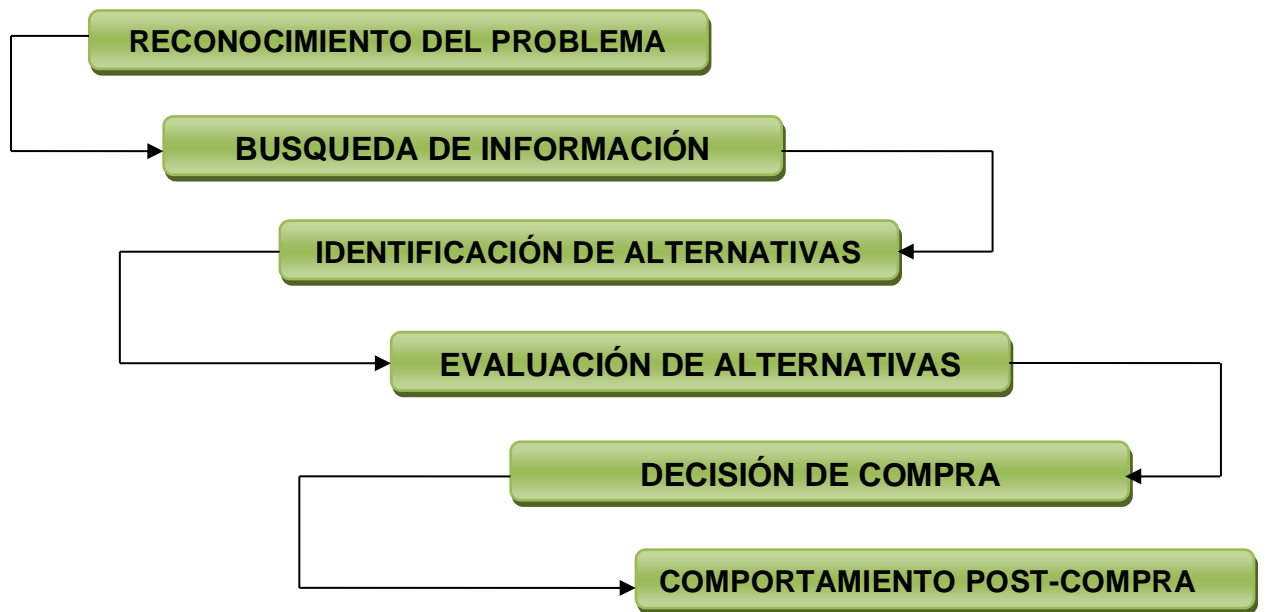 RECONOCIMIENTO DEL PROBLEMA
BUSQUEDA DE INFORMACIÓN
IDENTIFICACIÓN DE ALTERNATIVAS
EVALUACIÓN DE ALTERNATIVAS
DECISIÓN DE COMPRA
COMPORTAMIENTO POST-COMPRA